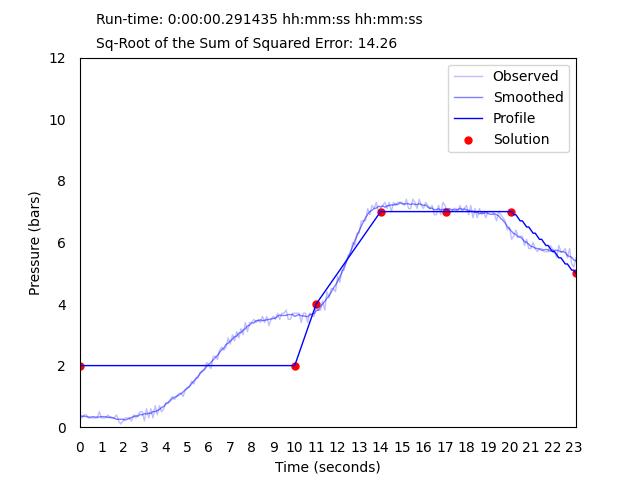 Run-time: 0:00:00.291435 hh:mm:ss hh:mm:ss
Sq-Root of the Sum of Squared Error: 14.26
Observed
Smoothed
Profile
Solution
12
10
8
6
4
2
0
Pressure (bars)
0 1 2 3 4 5 6 7 8 9 10 11 12 13 14 15 16 17 18 19 20 21 22 23
Time (seconds)